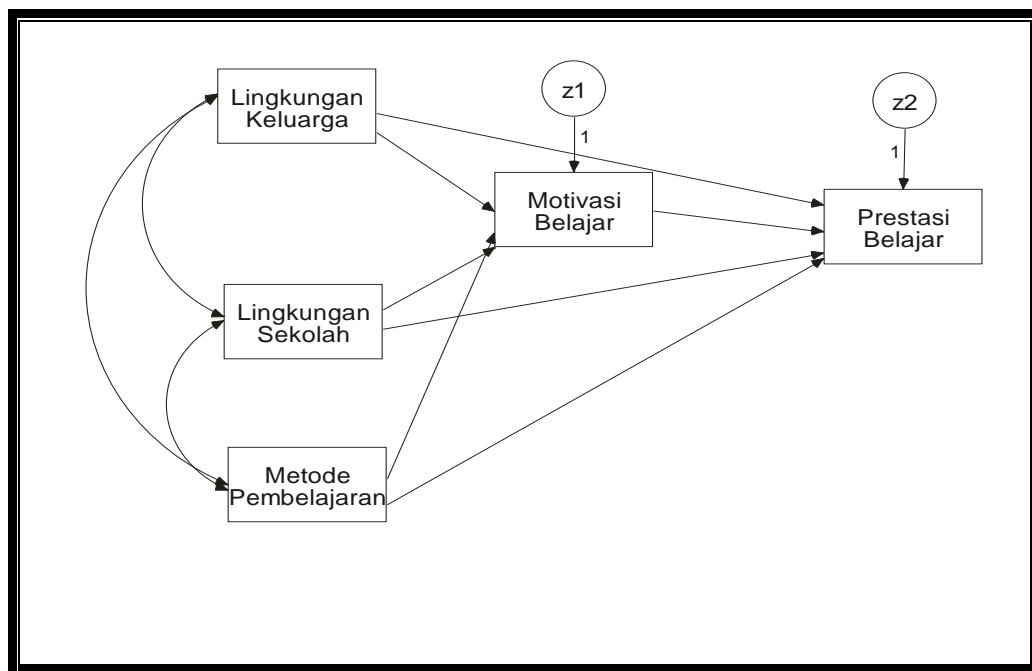 Lingkungan
Keluarga
z1
z2
1
1
Motivasi
Belajar
Prestasi
Belajar
Lingkungan
Sekolah
Metode
Pembelajaran